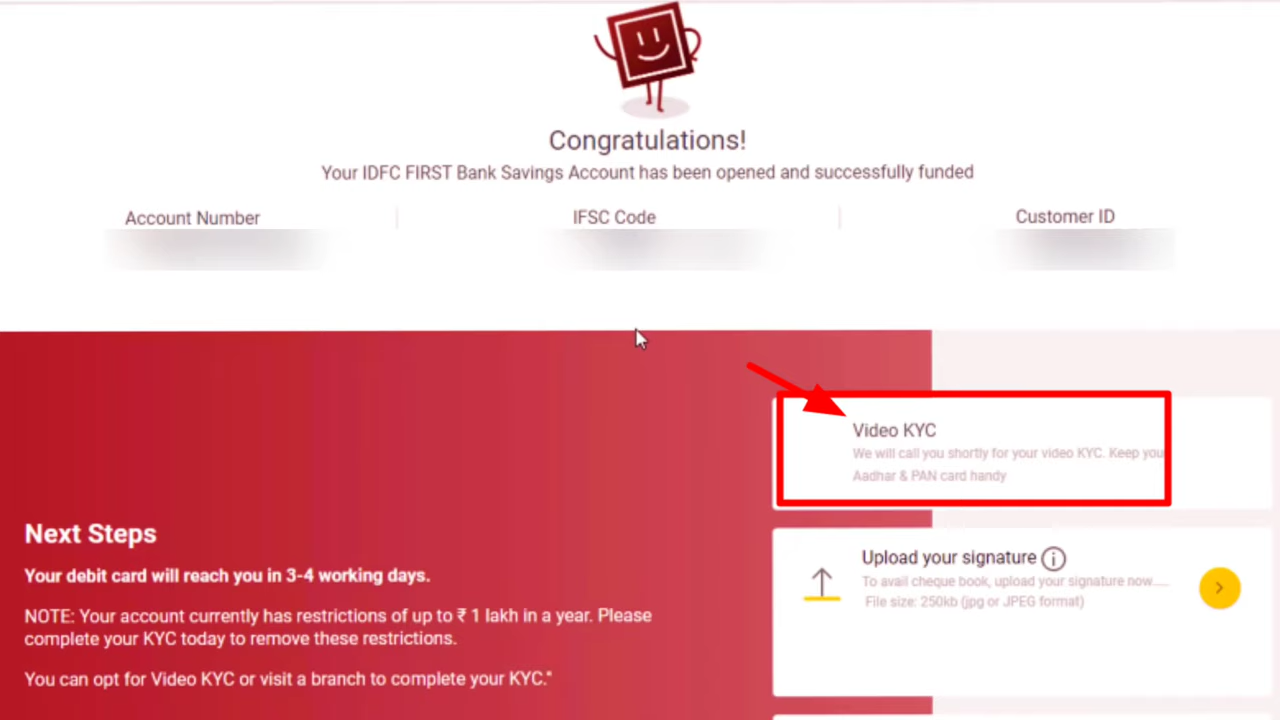 Congratulations!
Your IDFC FIRST Bank Savings Account has been opened and successfully funded
Account Number
IFSC Code
Customer ID
Video KYC
We will call you shortly for your video KYC. Keep you
Aadhar & PAN card handy
Next Steps
Your debit card will reach you in 3-4 working days.
NOTE: Your account currently has restrictions of up to ₹ 1 lakh in a year. Please
complete your KYC today to remove these restrictions.
You can opt for Video KYC or visit a branch to complete your KYC."
Upload your signature
To avail cheque book, upload your signature now.....
File size: 250kb (jpg or JPEG format)